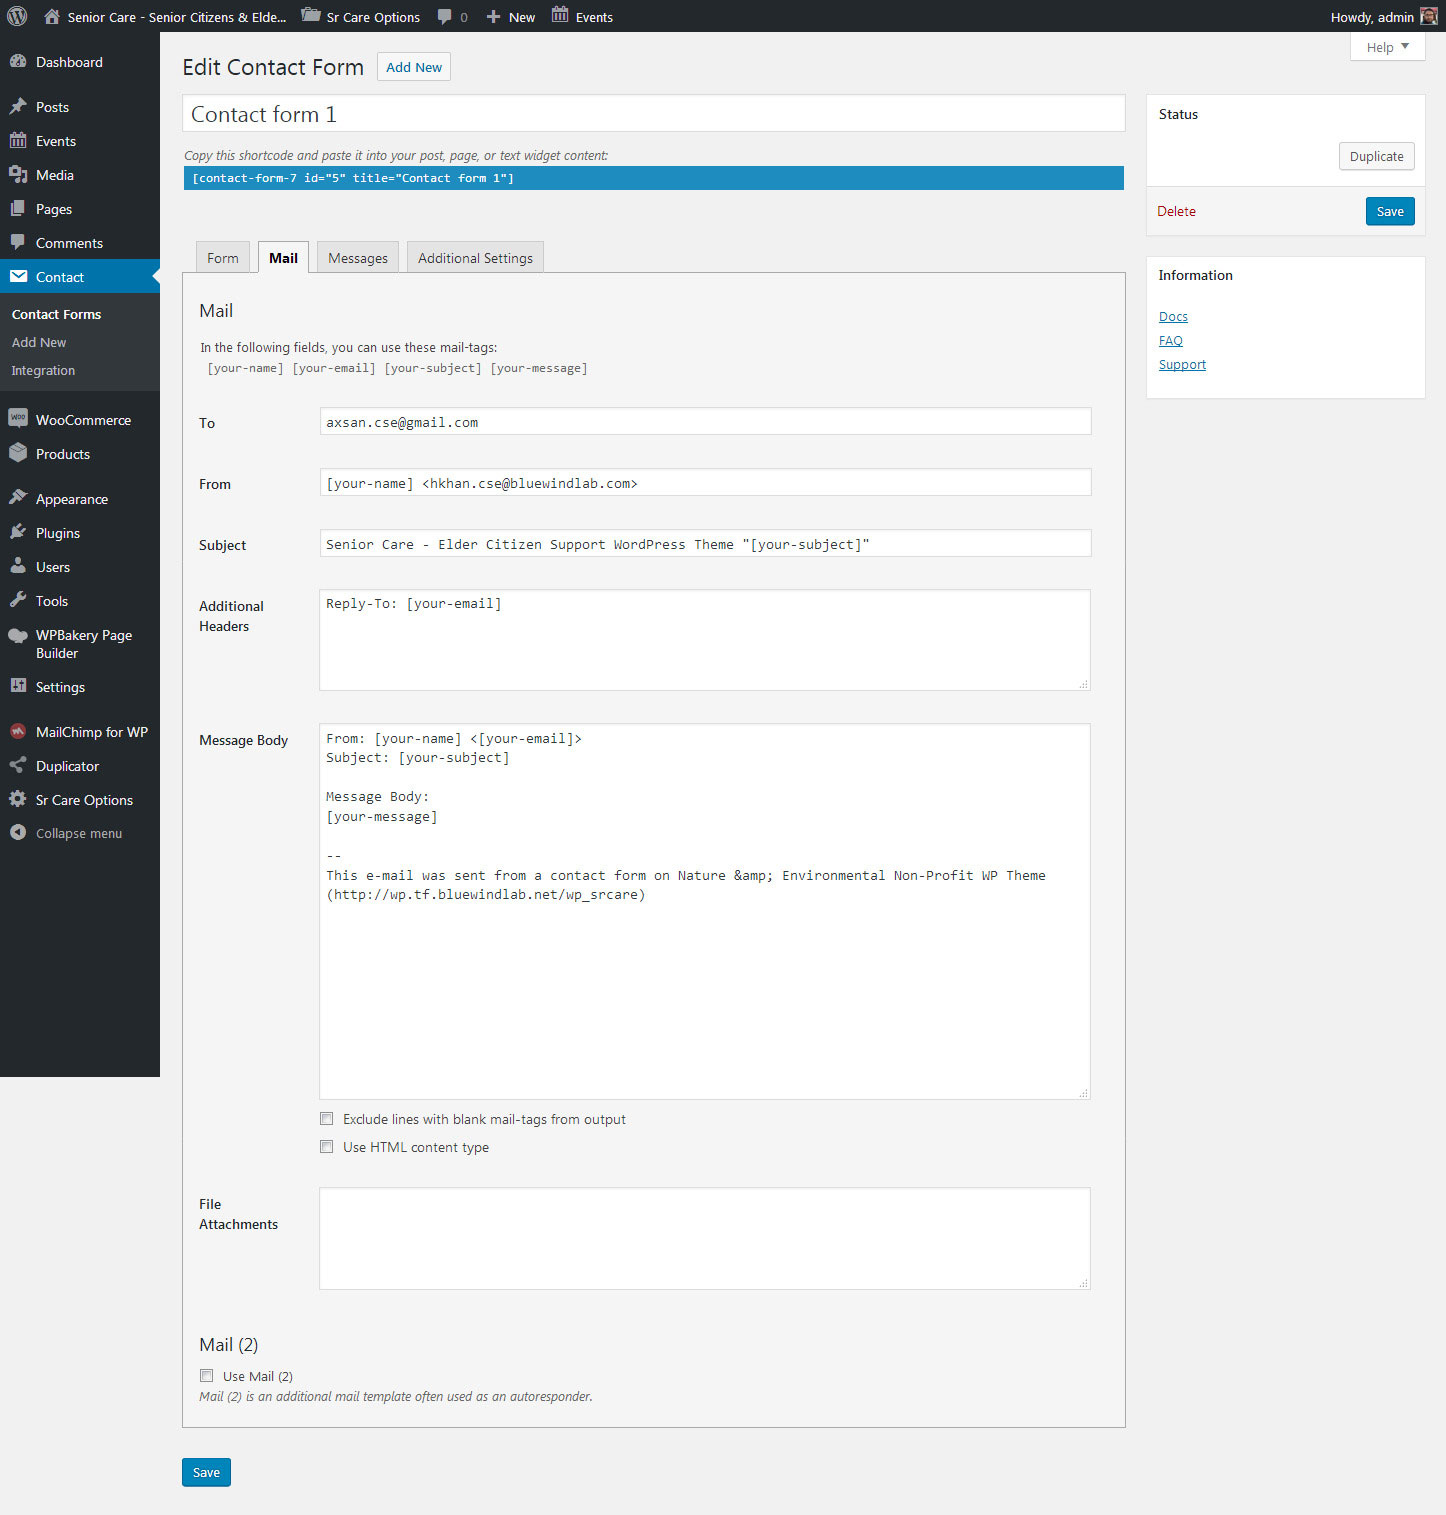 Senior Care - Senior Citizens & Elde... Sr Care Options 0 New Events Howdy, admin
Help
Dashboard
Posts
Events
Media
Pages
Comments
Contact
Contact Forms
Add New
Integration
WooCommerce
Products
Appearance
Plugins
Users
Tools
WPBakery Page
Builder
Settings
MailChimp for WP
Duplicator
Sr Care Options
Collapse menu
Edit Contact Form Add New
Contact form 1
Copy this shortcode and paste it into your post, page, or text widget content:
[contact-form-7 id="5" title="Contact form 1"]
Form Mail Messages Additional Settings
Mail
In the following fields, you can use these mail-tags:
[your-name] [your-email] [your-subject] [your-message]
To axsan.cse@gmail.com
From [your-name] <hkhan.cse@bluewindlab.com>
Subject Senior Care - Elder Citizen Support WordPress Theme "[your-subject]"
Additional
Headers
Reply-To: [your-email]
Message Body
From: [your-name] <[your-email]>
Subject: [your-subject]
Message Body:
[your-message]
--
This e-mail was sent from a contact form on Nature &amp; Environmental Non-Profit WP Theme
(http://wp.tf.bluewindlab.net/wp_srcare)
Exclude lines with blank mail-tags from output
Use HTML content type
File
Attachments
Mail (2)
Use Mail (2)
Mail (2) is an additional mail template often used as an autoresponder.
Save
Status
Duplicate
Delete Save
Information
Docs
FAQ
Support